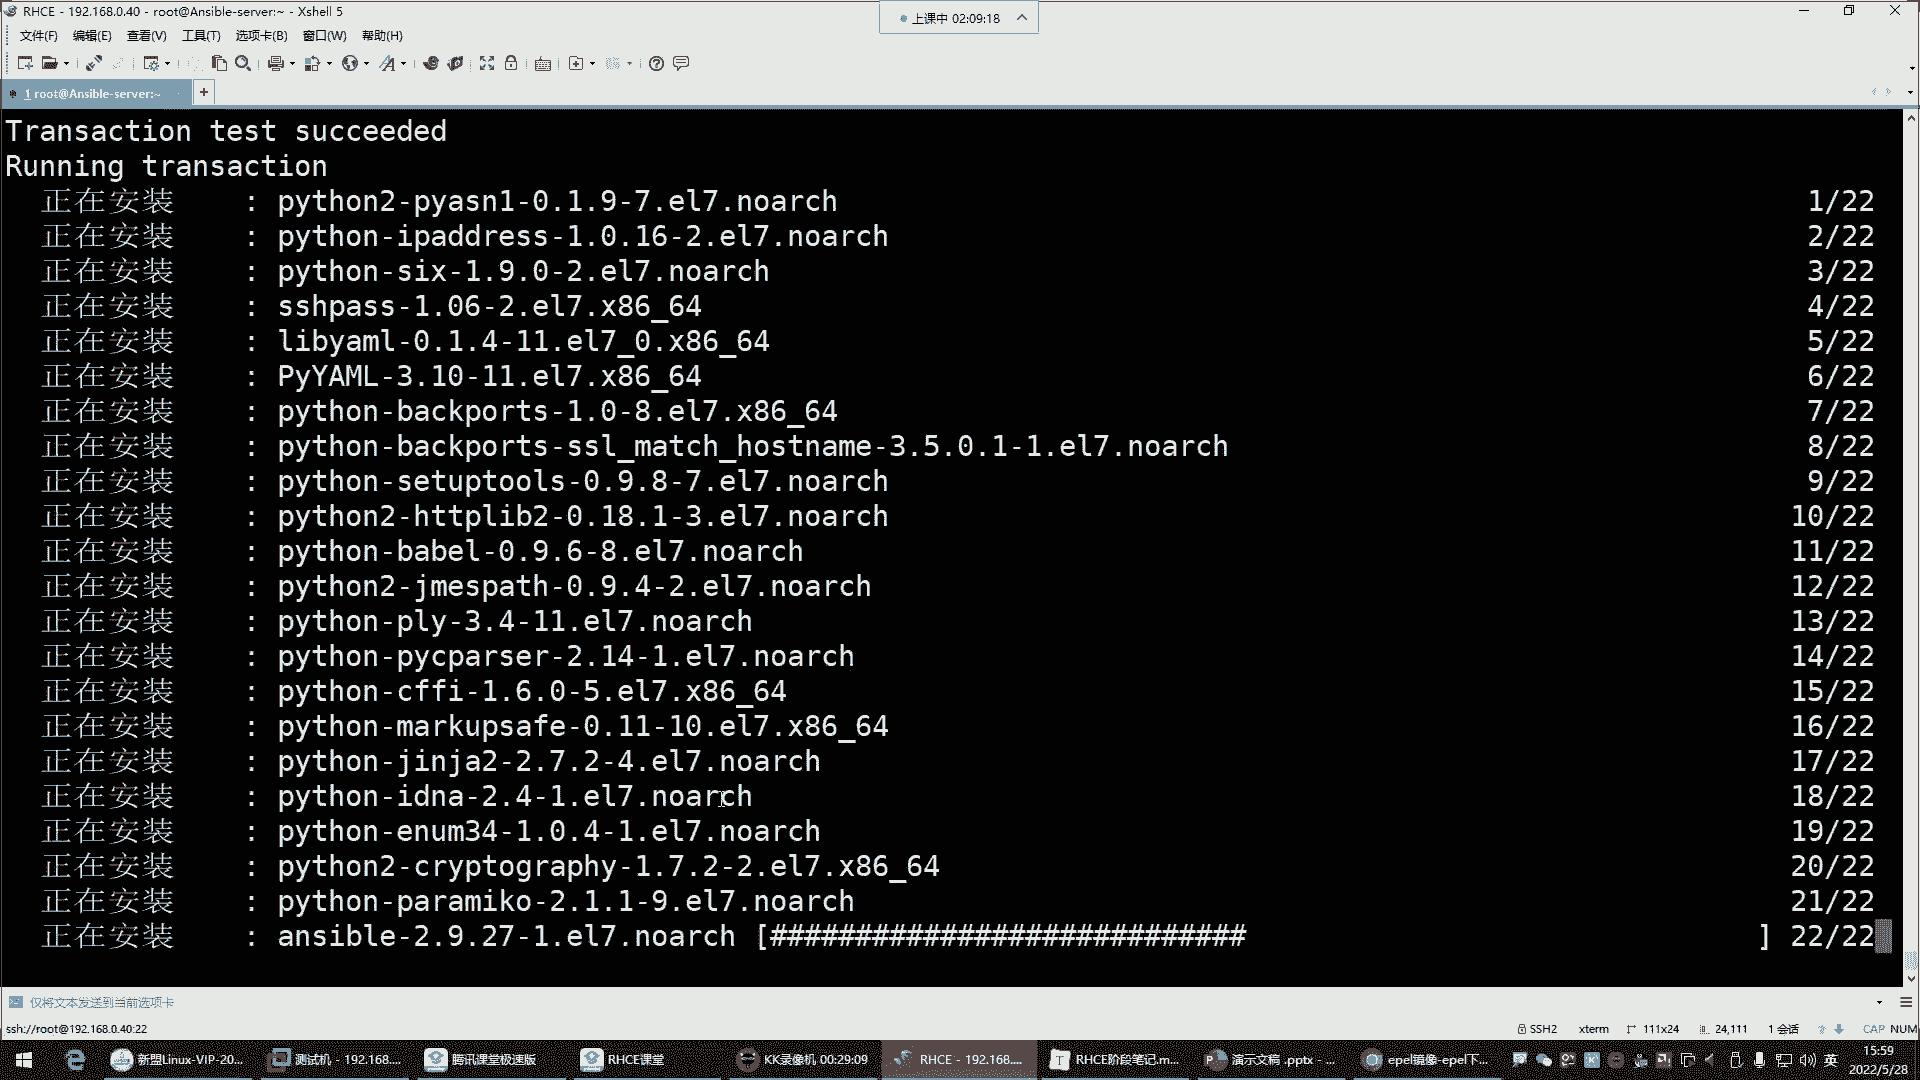 RHCE - 192.168.0.40 - root@Ansible-server:~ - Xshell 5
上课中 02:09:18
文件(F) 编辑(E) 查看(V) 工具(T) 选项卡(B) 窗口(W) 帮助(H)
1 root@Ansible-server:~
Transaction test succeeded
Running transaction
正在安装 : python2-pyasn1-0.1.9-7.el7.noarch 1/22
正在安装 : python-ipaddress-1.0.16-2.el7.noarch 2/22
正在安装 : python-six-1.9.0-2.el7.noarch 3/22
正在安装 : sshpass-1.06-2.el7.x86_64 4/22
正在安装 : libyaml-0.1.4-11.el7_0.x86_64 5/22
正在安装 : PyYAML-3.10-11.el7.x86_64 6/22
正在安装 : python-backports-1.0-8.el7.x86_64 7/22
正在安装 : python-backports-ssl_match_hostname-3.5.0.1-1.el7.noarch 8/22
正在安装 : python-setuptools-0.9.8-7.el7.noarch 9/22
正在安装 : python2-httplib2-0.18.1-3.el7.noarch 10/22
正在安装 : python-babel-0.9.6-8.el7.noarch 11/22
正在安装 : python2-jmespath-0.9.4-2.el7.noarch 12/22
正在安装 : python-ply-3.4-11.el7.noarch 13/22
正在安装 : python-pycparser-2.14-1.el7.noarch 14/22
正在安装 : python-cffi-1.6.0-5.el7.x86_64 15/22
正在安装 : python-markupsafe-0.11-10.el7.x86_64 16/22
正在安装 : python-jinja2-2.7.2-4.el7.noarch 17/22
正在安装 : python-idna-2.4-1.el7.noarch 18/22
正在安装 : python-enum34-1.0.4-1.el7.noarch 19/22
正在安装 : python2-cryptography-1.7.2-2.el7.x86_64 20/22
正在安装 : python-paramiko-2.1.1-9.el7.noarch 21/22
正在安装 : ansible-2.9.27-1.el7.noarch [############################ ] 22/22
仅将文本发送到当前选项卡
ssh://root@192.168.0.40:22 SSH2 xterm 111x24 24,111 1 会话 CAP NUM
新盟Linux-VIP-20... 测试机 - 192.168.... 腾讯课堂极速版 RHCE课堂 KK录像机 00:29:09 RHCE - 192.168.... RHCE阶段笔记.m... 演示文稿 .pptx - ... epel镜像-epel下... 英 15:59
2022/5/28